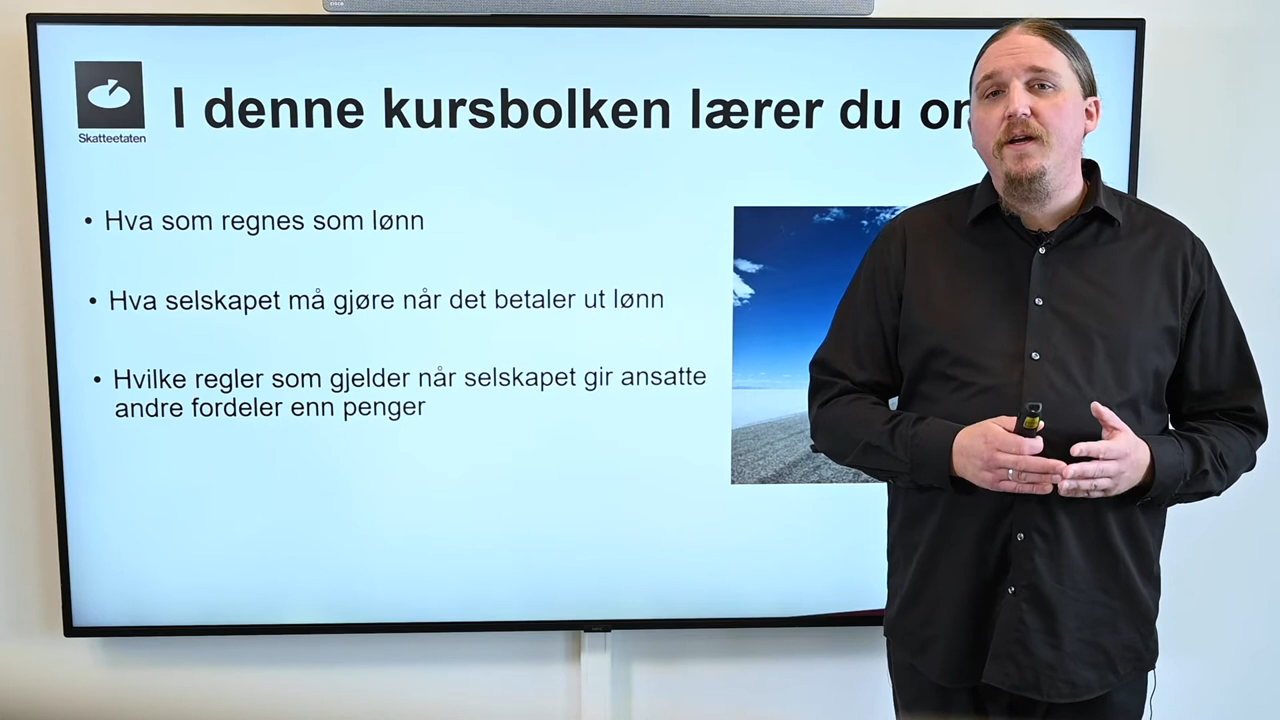 Skatteetaten
I denne kursbolken lærer du
• Hva som regnes som lønn
• Hva selskapet må gjøre når det betaler ut lønn
• Hvilke regler som gjelder når selskapet gir ansatte
andre fordeler enn penger